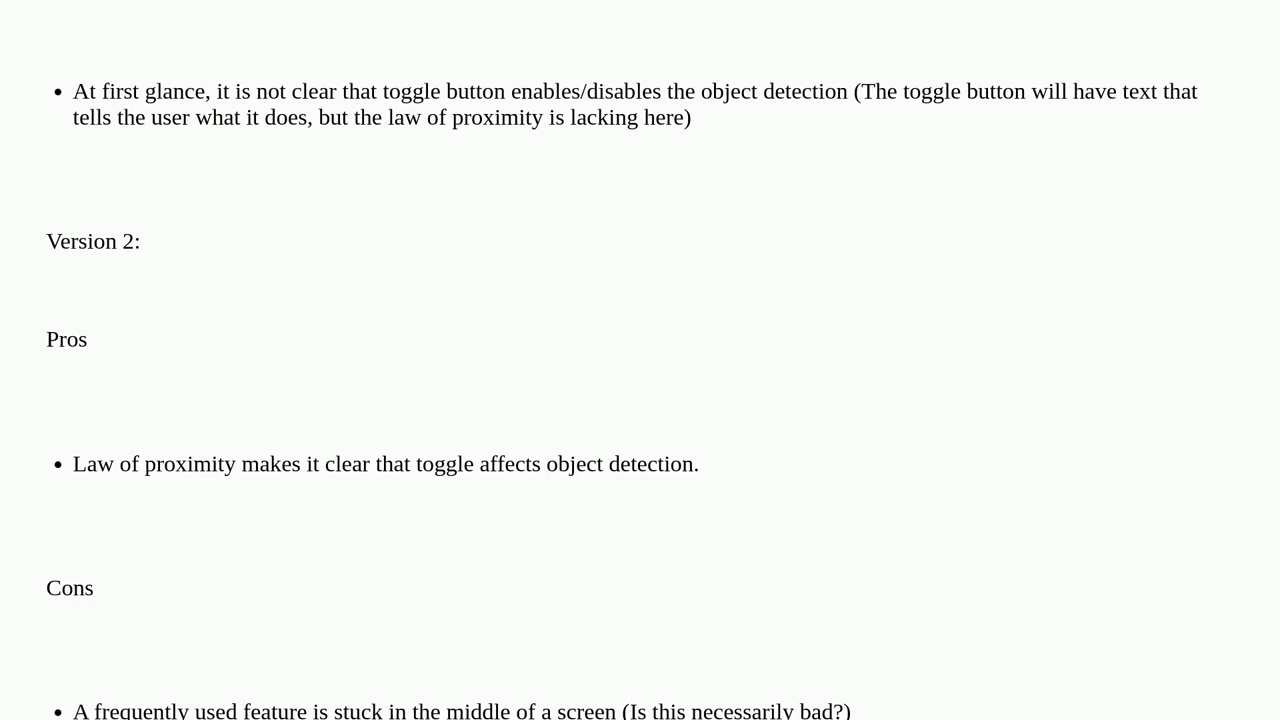 • At first glance, it is not clear that toggle button enables/disables the object detection (The toggle button will have text that
tells the user what it does, but the law of proximity is lacking here)
Version 2:
Pros
• Law of proximity makes it clear that toggle affects object detection.
Cons
• A frequently used feature is stuck in the middle of a screen (Is this necessarily bad?)